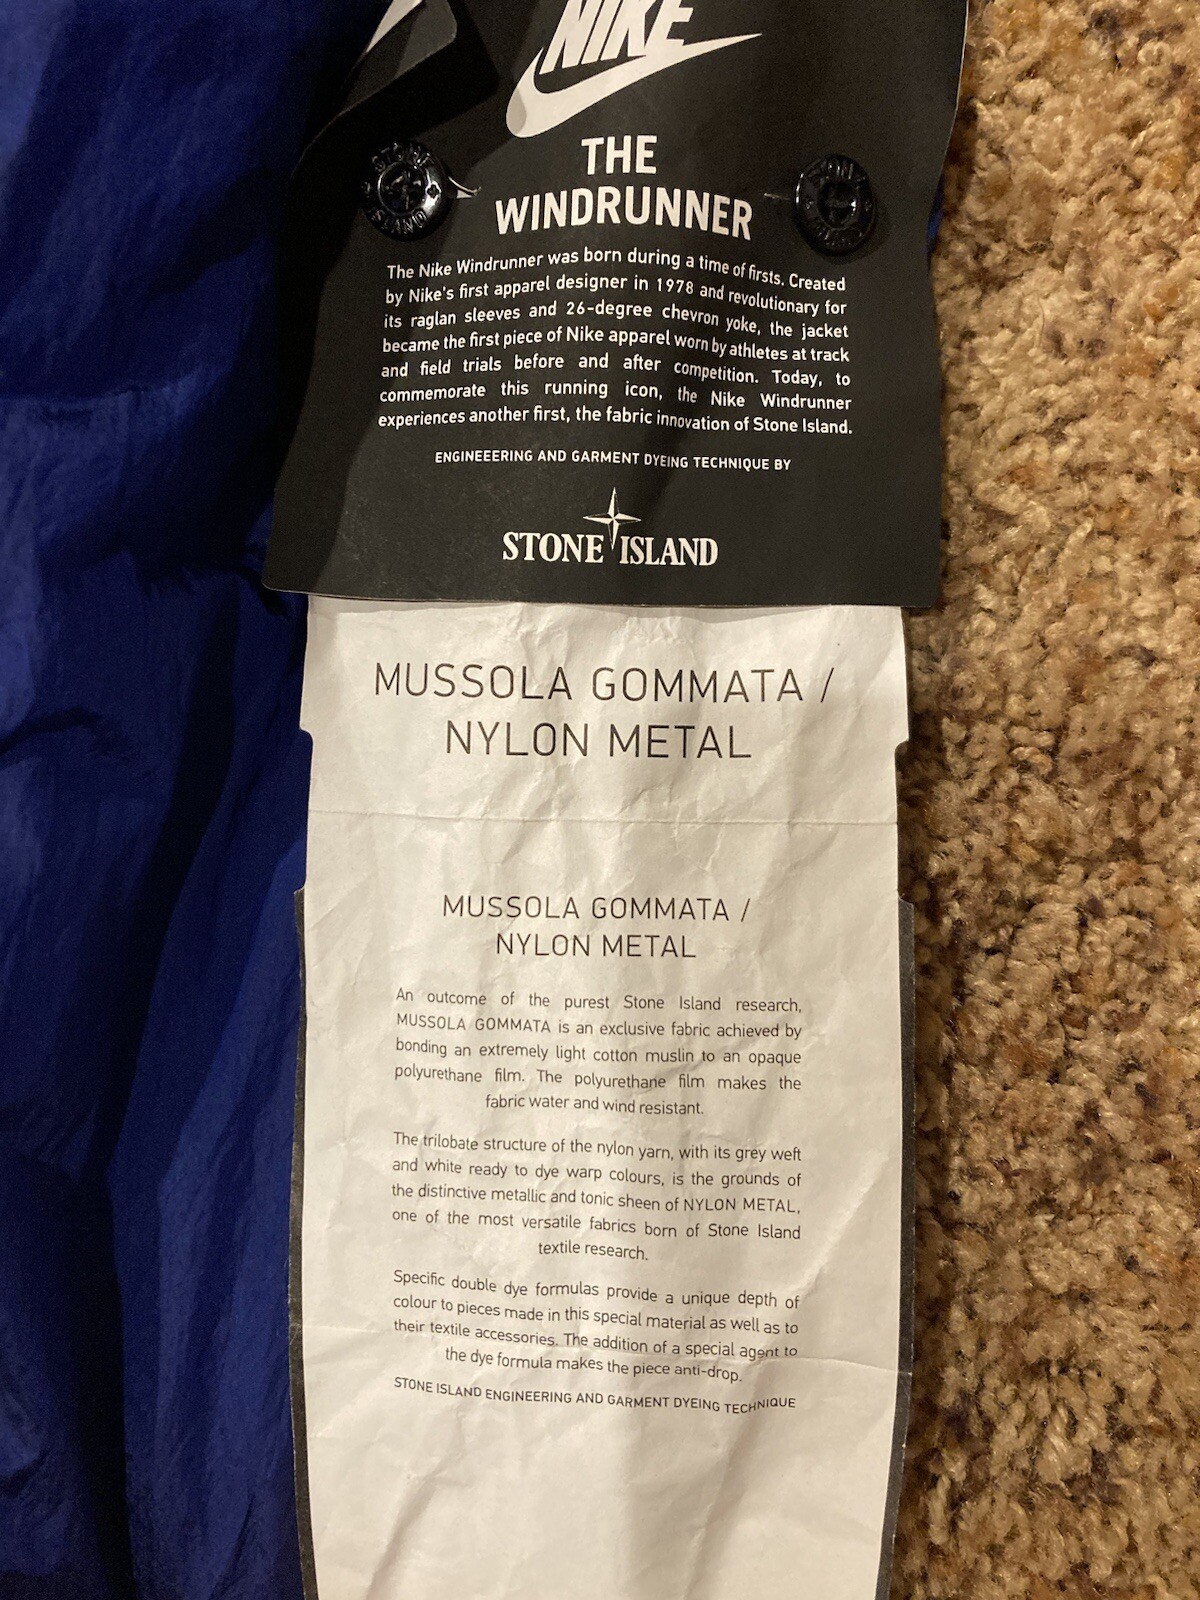 NIKE
THE
WINDRUNNER
STONE
ISLAND
STONE
ISLAND
The Nike Windrunner was born during a time of firsts. Created
by Nike's first apparel designer in 1978 and revolutionary for
its raglan sleeves and 26-degree chevron yoke, the jacket
became the first piece of Nike apparel worn by athletes at track
and field trials before and after competition. Today, to
commemorate this running icon, the Nike Windrunner
experiences another first, the fabric innovation of Stone Island.
ENGINEEERING AND GARMENT DYEING TECHNIQUE BY
STONE ISLAND
MUSSOLA GOMMATA /
NYLON METAL
MUSSOLA GOMMATA /
NYLON METAL
An outcome of the purest Stone Island research,
MUSSOLA GOMMATA is an exclusive fabric achieved by
bonding an extremely light cotton muslin to an opaque
polyurethane film. The polyurethane film makes the
fabric water and wind resistant.
The trilobate structure of the nylon yarn, with its grey weft
and white ready to dye warp colours, is the grounds of
the distinctive metallic and tonic sheen of NYLON METAL,
one of the most versatile fabrics born of Stone Island
textile research.
Specific double dye formulas provide a unique depth of
colour to pieces made in this special material as well as to
their textile accessories. The addition of a special agent to
the dye formula makes the piece anti-drop.
STONE ISLAND ENGINEERING AND GARMENT DYEING TECHNIQUE